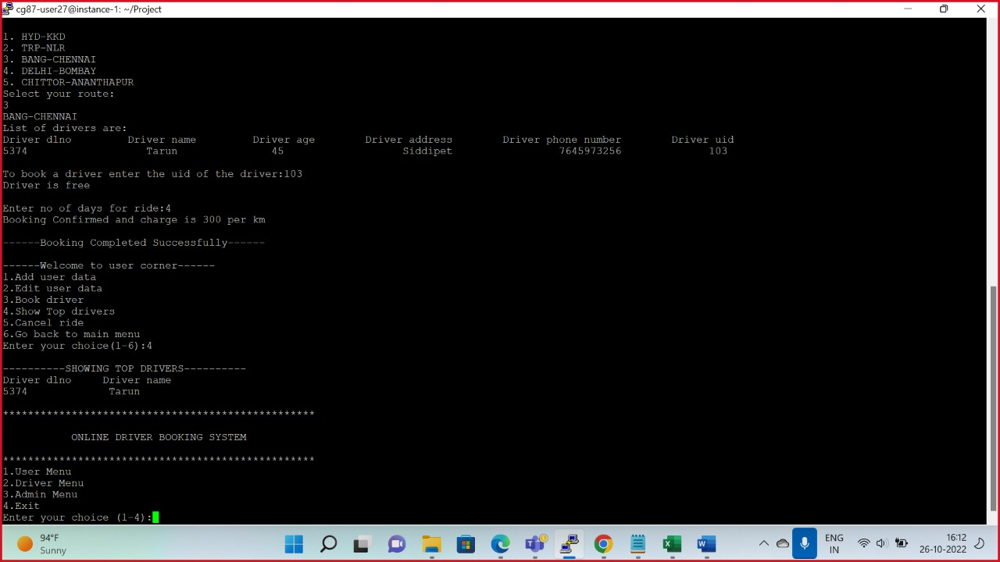 cg87-user27@instance-1: ~/Project
1. HYD-KKD
2. TRP-NLR
3. BANG-CHENNAI
4. DELHI-BOMBAY
5. CHITTOR-ANANTHAPUR
Select your route:
3
BANG-CHENNAI
List of drivers are:
Driver dlno Driver name Driver age Driver address Driver phone number Driver uid
5374 Tarun 45 Siddipet 7645973256 103
To book a driver enter the uid of the driver:103
Driver is free
Enter no of days for ride:4
Booking Confirmed and charge is 300 per km
------Booking Completed Successfully------
------Welcome to user corner------
1.Add user data
2.Edit user data
3.Book driver
4.Show Top drivers
5.Cancel ride
6.Go back to main menu
Enter your choice(1-6):4
----------SHOWING TOP DRIVERS----------
Driver dlno Driver name
5374 Tarun
**************************************************
ONLINE DRIVER BOOKING SYSTEM
**************************************************
1.User Menu
2.Driver Menu
3.Admin Menu
4.Exit
Enter your choice (1-4):
94°F
Sunny
ENG
IN
16:12
26-10-2022